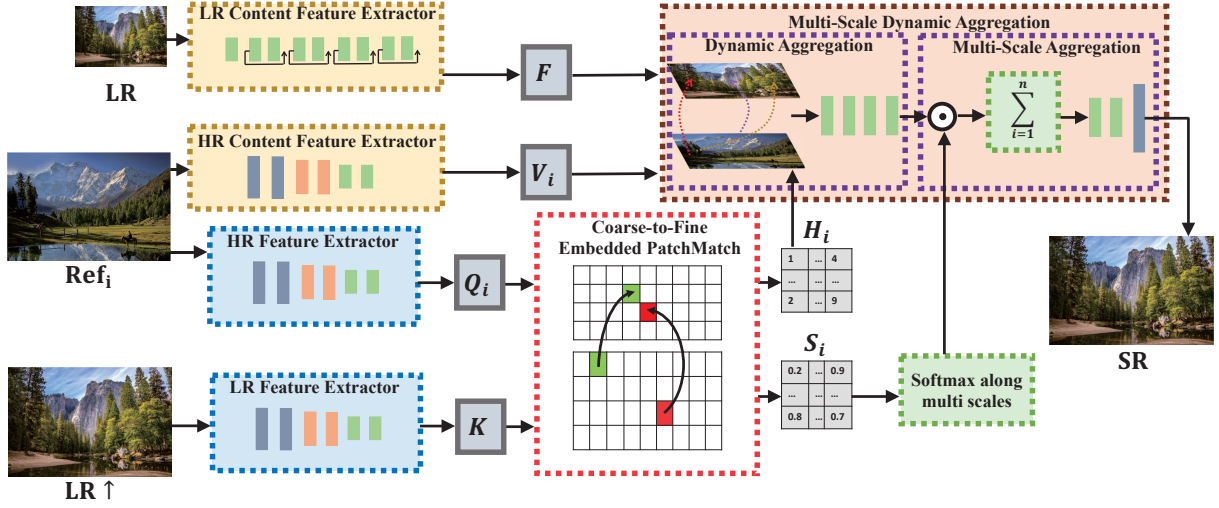 LR Content Feature Extractor
LR
F
Multi-Scale Dynamic Aggregation
Dynamic Aggregation
Multi-Scale Aggregation
n
∑
i=1
HR Content Feature Extractor
V_i
Ref_i
HR Feature Extractor
Q_i
Coarse-to-Fine
Embedded PatchMatch
H_i
1 ... 4
... ... ...
2 ... 9
S_i
0.2 ... 0.9
... ... ...
0.8 ... 0.7
Softmax along
multi scales
SR
LR Feature Extractor
K
LR ↑